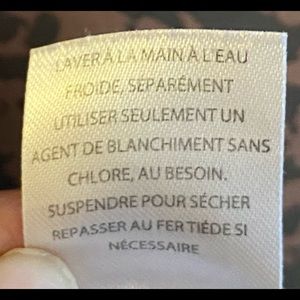 LAVER À LA MAIN À L'EAU
FROIDE, SÉPARÉMENT
UTILISER SEULEMENT UN
AGENT DE BLANCHIMENT SANS
CHLORE, AU BESOIN.
SUSPENDRE POUR SÉCHER
REPASSER AU FER TIÉDE SI
NÉCESSAIRE